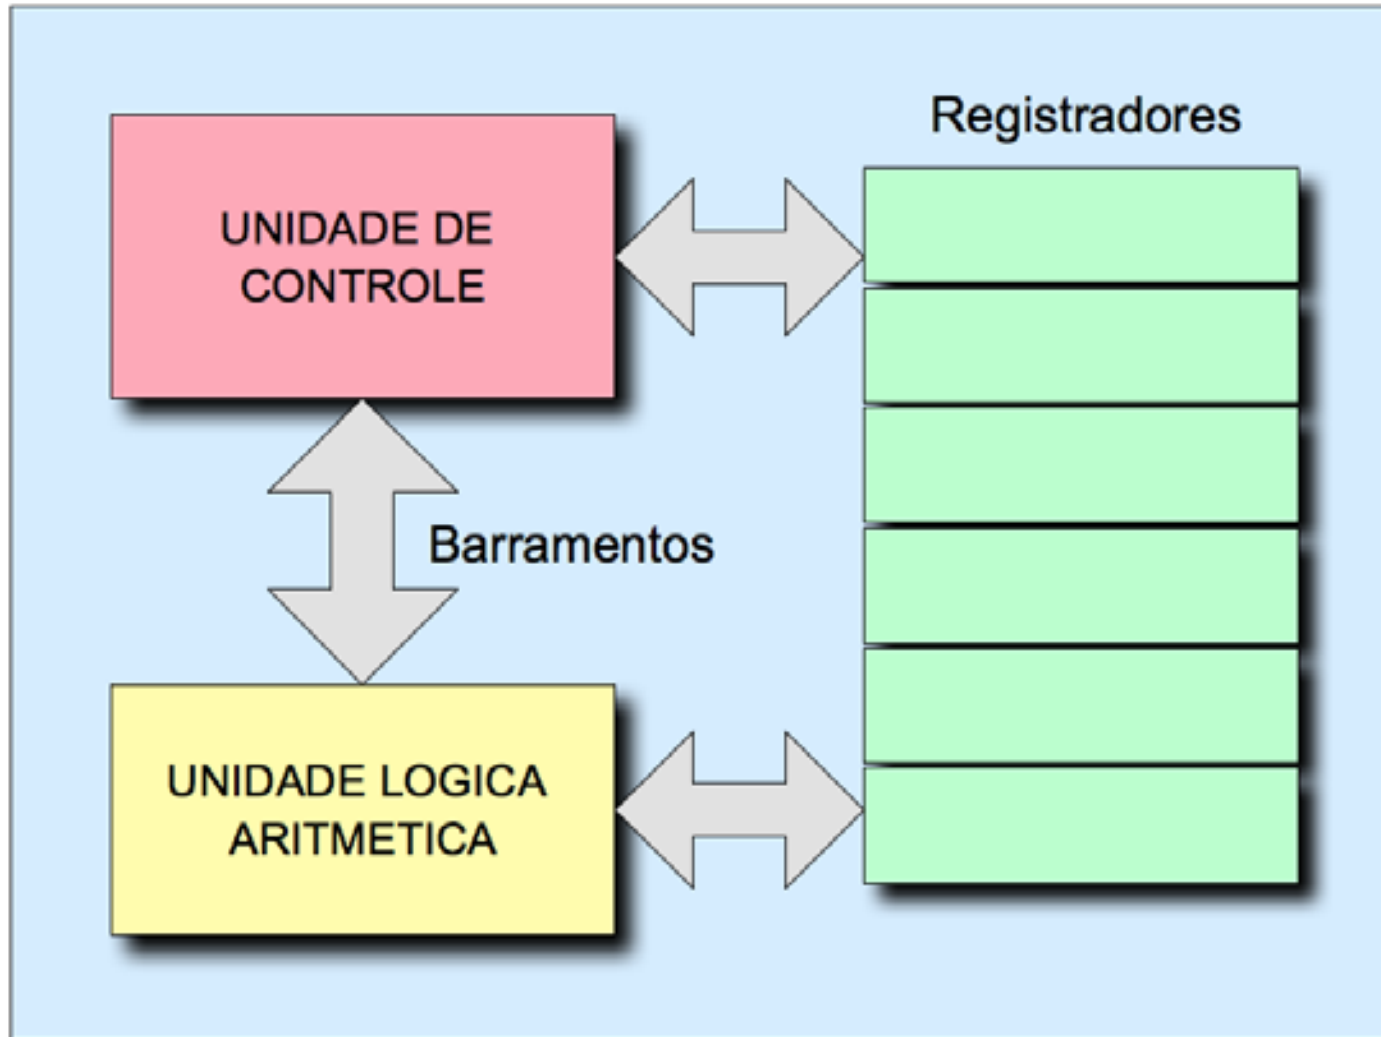 Registradores
UNIDADE DE
CONTROLE
Barramentos
UNIDADE LOGICA
ARITMETICA